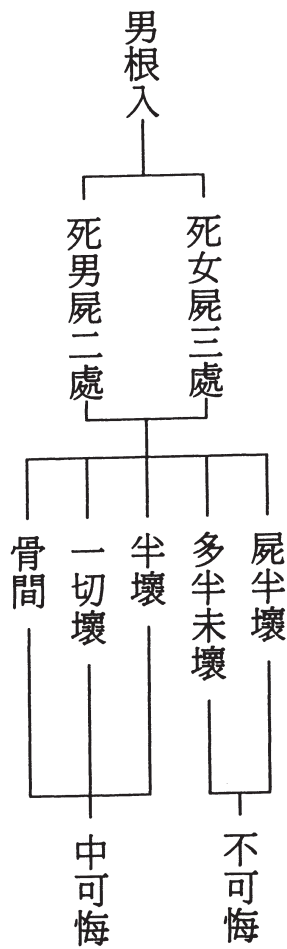 男根入
死女屍三處
死男屍二處
屍半壞
多半未壞
半壞
一切壞
骨間
不可悔
中可悔